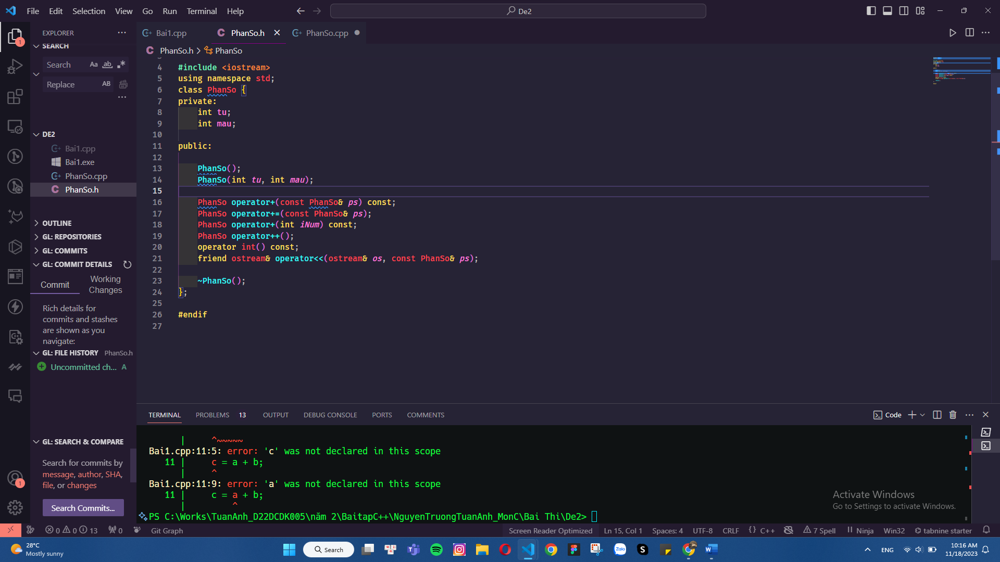 File Edit Selection View Go Run Terminal Help
De2
EXPLORER
SEARCH
Search
Aa ab
Replace
AB
DE2
Bai1.cpp
Bai1.exe
PhanSo.cpp
PhanSo.h
OUTLINE
GL: REPOSITORIES
GL: COMMITS
GL: COMMIT DETAILS
Commit
Working Changes
Rich details for
commits and stashes
are shown as you
navigate:
GL: FILE HISTORY PhanSo.h
Uncommitted ch... A
GL: SEARCH & COMPARE
Search for commits by
message, author, SHA,
file, or changes
Search Commits...
Bai1.cpp
PhanSo.h
PhanSo.cpp
PhanSo.h > PhanSo
4 #include <iostream>
5 using namespace std;
6 class PhanSo {
7 private:
8 int tu;
9 int mau;
10
11 public:
12
13 PhanSo();
14 PhanSo(int tu, int mau);
15
16 PhanSo operator+(const PhanSo& ps) const;
17 PhanSo operator+=(const PhanSo& ps);
18 PhanSo operator+(int iNum) const;
19 PhanSo operator++();
20 operator int() const;
21 friend ostream& operator<<(ostream& os, const PhanSo& ps);
22
23 ~PhanSo();
24 };
25
26 #endif
27
TERMINAL PROBLEMS 13 OUTPUT DEBUG CONSOLE PORTS COMMENTS
Code
| ^~~~~~
Bai1.cpp:11:5: error: 'c' was not declared in this scope
11 | c = a + b;
| ^
Bai1.cpp:11:9: error: 'a' was not declared in this scope
11 | c = a + b;
| ^
PS C:\Works\TuanAnh_D22DCDK005\năm 2\BaitapC++\NguyenTruongTuanAnh_MonC\Bai Thi\De2>
Activate Windows
Go to Settings to activate Windows.
0 0 13 0 Git Graph
Screen Reader Optimized Ln 15, Col 1 Spaces: 4 UTF-8 CRLF {} C++ 7 Spell Ninja Win32 tabnine starter
28°C
Mostly sunny
Search
Zalo
ENG
10:16 AM
11/18/2023